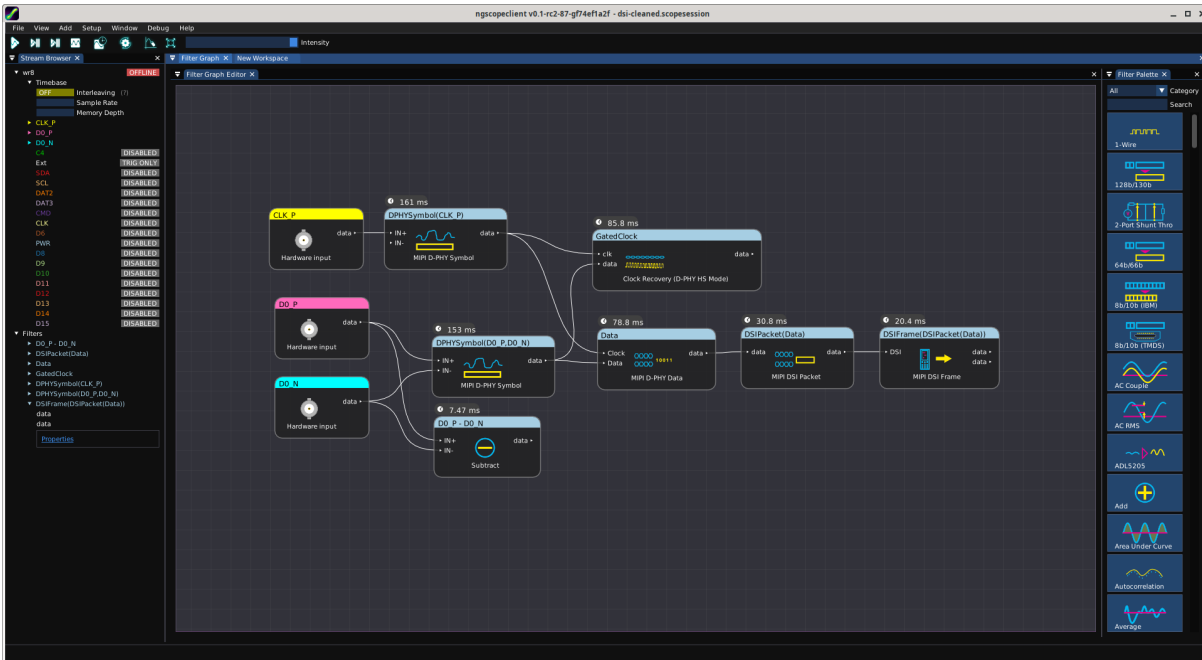 ngscopeclient v0.1-rc2-87-gf74ef1a2f - dsi-cleaned.scopesession
File View Add Setup Window Debug Help
Intensity
Stream Browser
wr8 OFFLINE
Timebase
OFF Interleaving (?)
Sample Rate
Memory Depth
CLK_P
D0_P
D0_N
C4 DISABLED
Ext TRIG ONLY
SDA DISABLED
SCL DISABLED
DAT2 DISABLED
DAT3 DISABLED
CMD DISABLED
CLK DISABLED
D6 DISABLED
PWR DISABLED
D8 DISABLED
D9 DISABLED
D10 DISABLED
D11 DISABLED
D12 DISABLED
D13 DISABLED
D14 DISABLED
D15 DISABLED
Filters
D0_P - D0_N
DSIPacket(Data)
Data
GatedClock
DPHYSymbol(CLK_P)
DPHYSymbol(D0_P,D0_N)
DSIFrame(DSIPacket(Data))
data
data
Properties
Filter Graph New Workspace
Filter Graph Editor
CLK_P
data
Hardware input
161 ms
DPHYSymbol(CLK_P)
IN+ data
IN-
MIPI D-PHY Symbol
85.8 ms
GatedClock
clk data
data
Clock Recovery (D-PHY HS Mode)
D0_P
data
Hardware input
153 ms
DPHYSymbol(D0_P,D0_N)
IN+ data
IN-
MIPI D-PHY Symbol
78.8 ms
Data
Clock data
Data
10011
MIPI D-PHY Data
30.8 ms
DSIPacket(Data)
data data
MIPI DSI Packet
20.4 ms
DSIFrame(DSIPacket(Data))
DSI data
data
MIPI DSI Frame
D0_N
data
Hardware input
7.47 ms
D0_P - D0_N
IN+ data
IN-
Subtract
Filter Palette
All Category
Search
1-Wire
128b/130b
2-Port Shunt Thro
64b/66b
8b/10b (IBM)
8b/10b (TMDS)
AC Couple
AC RMS
ADL5205
Add
Area Under Curve
Autocorrelation
Average